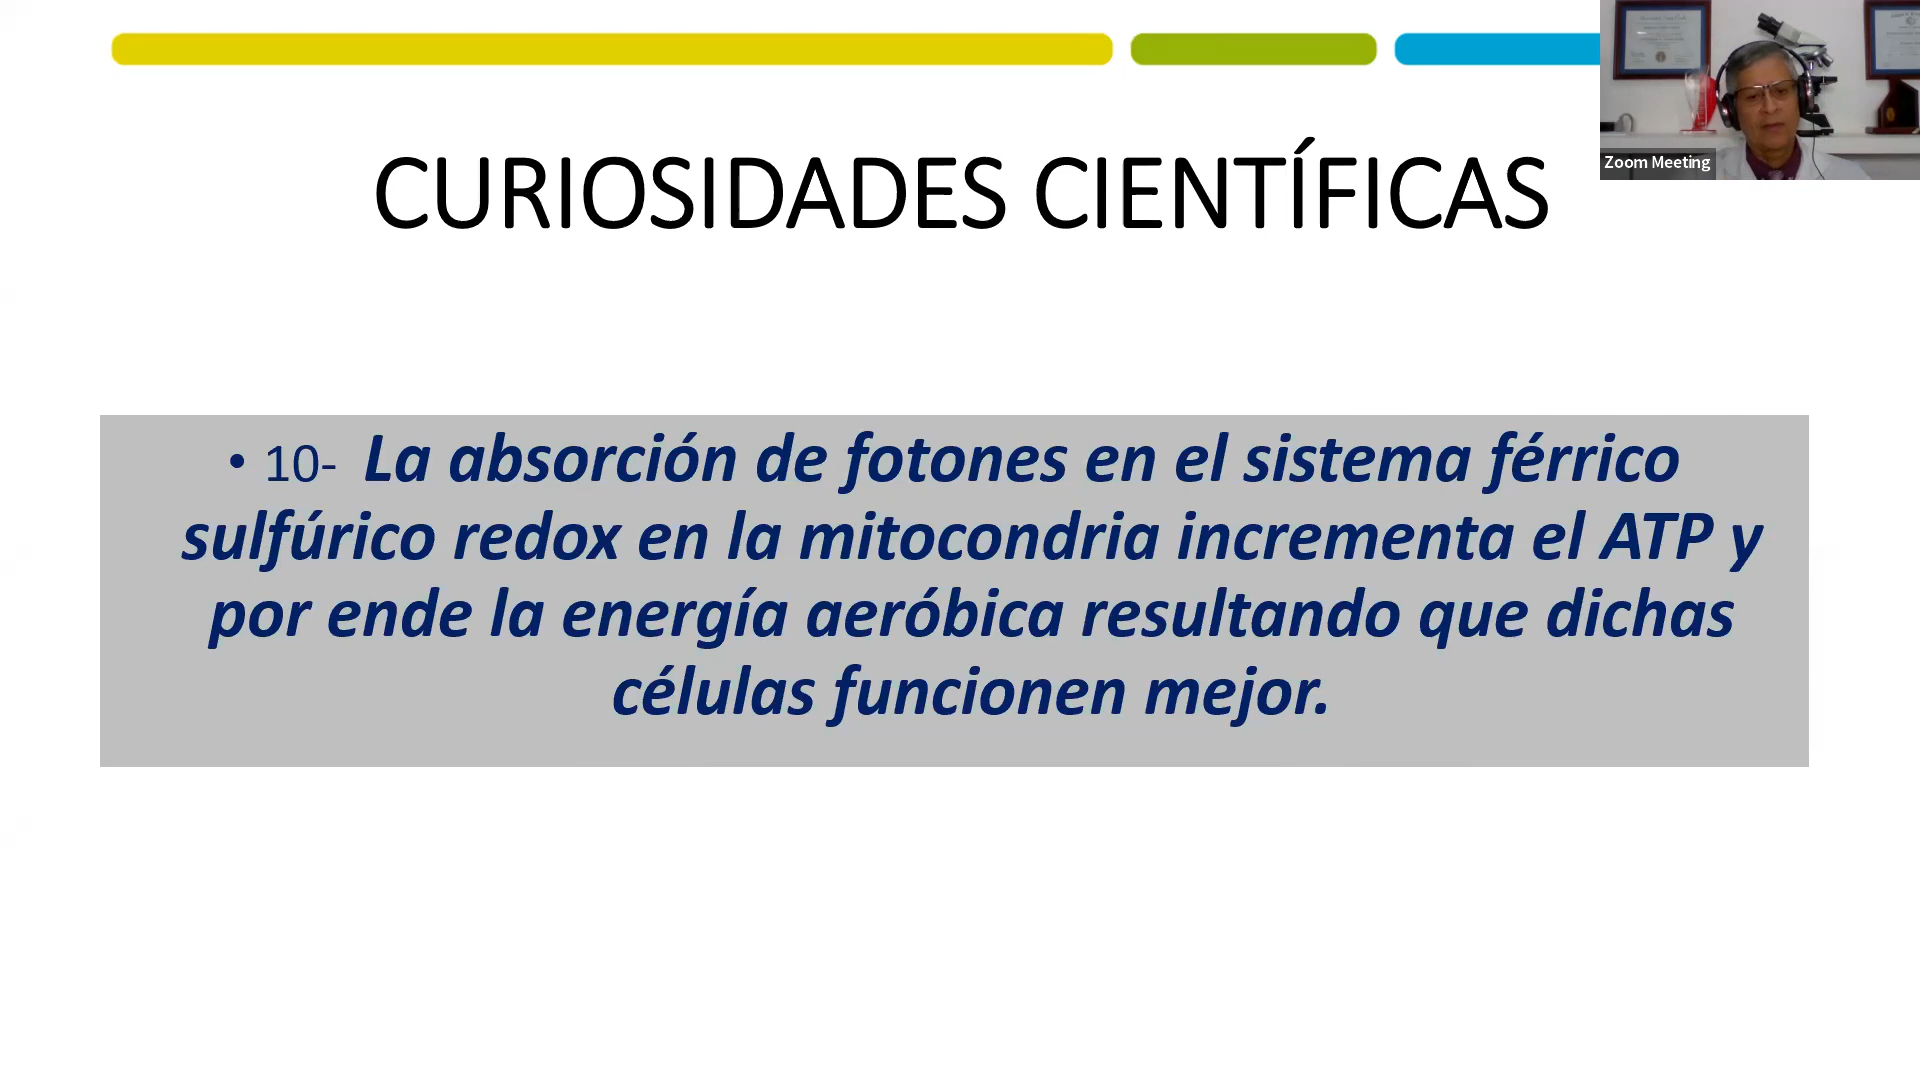 CURIOSIDADES CIENTÍFICAS
Zoom Meeting
• 10- La absorción de fotones en el sistema férrico
sulfúrico redox en la mitocondria incrementa el ATP y
por ende la energía aeróbica resultando que dichas
células funcionen mejor.